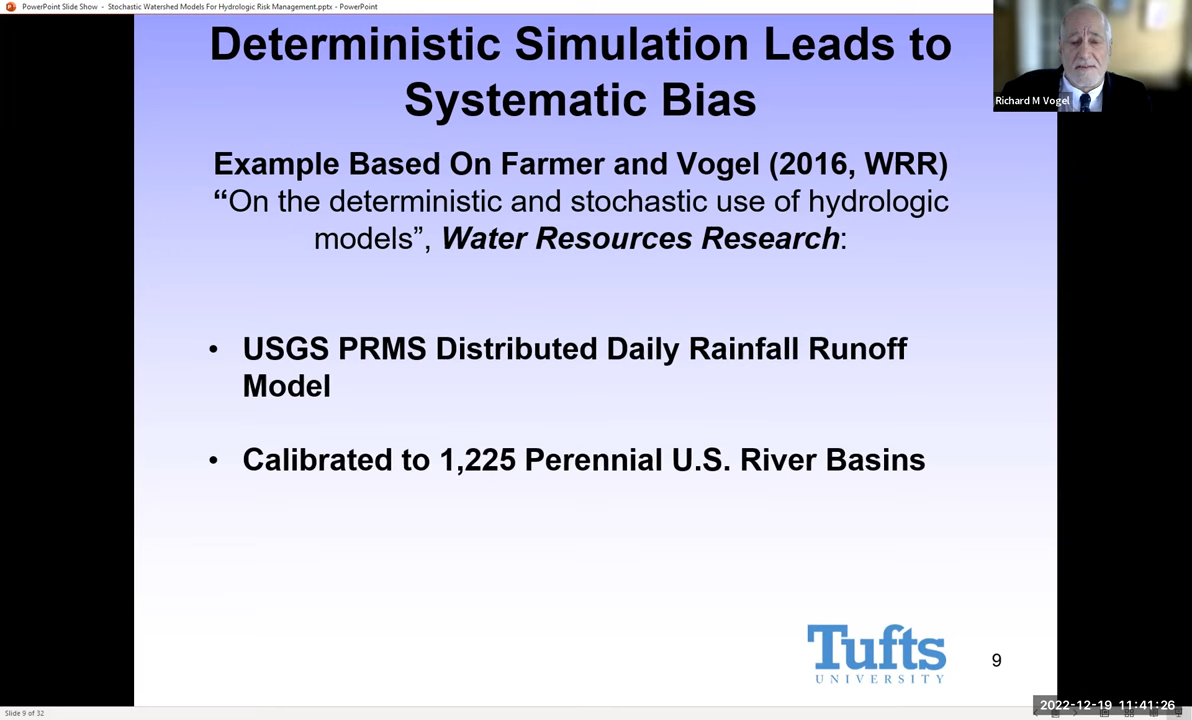 PowerPoint Slide Show - Stochastic Watershed Models For Hydrologic Risk Management.pptx - PowerPoint
Deterministic Simulation Leads to
Systematic Bias
Richard M Vogel
Example Based On Farmer and Vogel (2016, WRR)
“On the deterministic and stochastic use of hydrologic
models”, Water Resources Research:
• USGS PRMS Distributed Daily Rainfall Runoff
Model
• Calibrated to 1,225 Perennial U.S. River Basins
Tufts
UNIVERSITY
9
2022-12-19 11:41:26
Slide 9 of 32